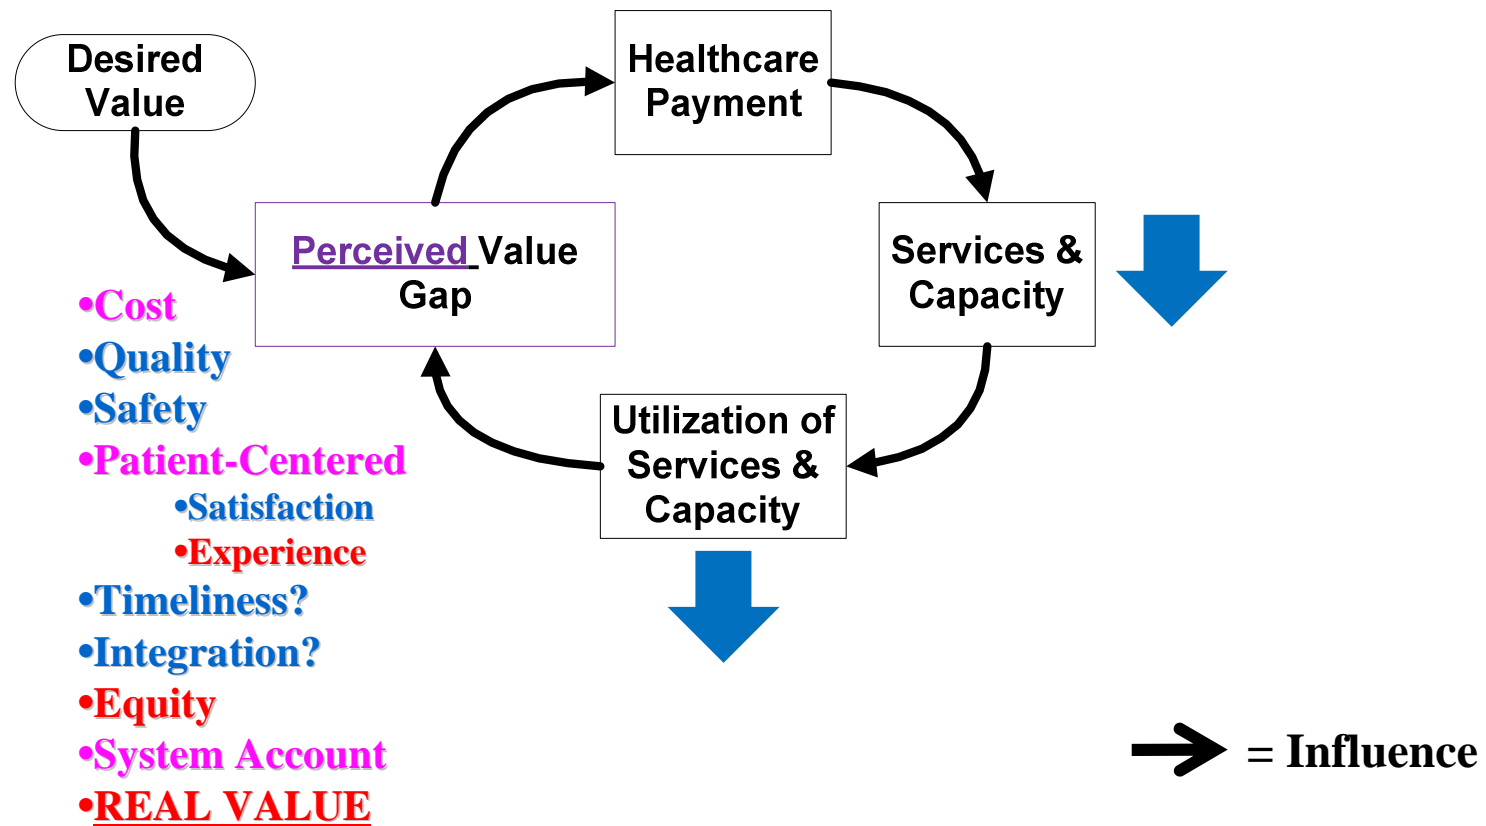 Desired
Value
Healthcare
Payment
Perceived Value
Gap
Services &
Capacity
Utilization of
Services &
Capacity
•Cost
•Quality
•Safety
•Patient-Centered
•Satisfaction
•Experience
•Timeliness?
•Integration?
•Equity
•System Account
•REAL VALUE
= Influence